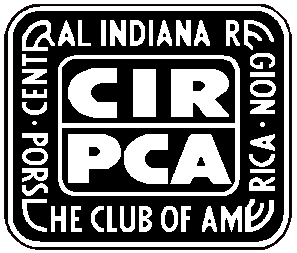 CENTRAL INDIANA REGION
CIR
PCA
PORSCHE CLUB OF AMERICA